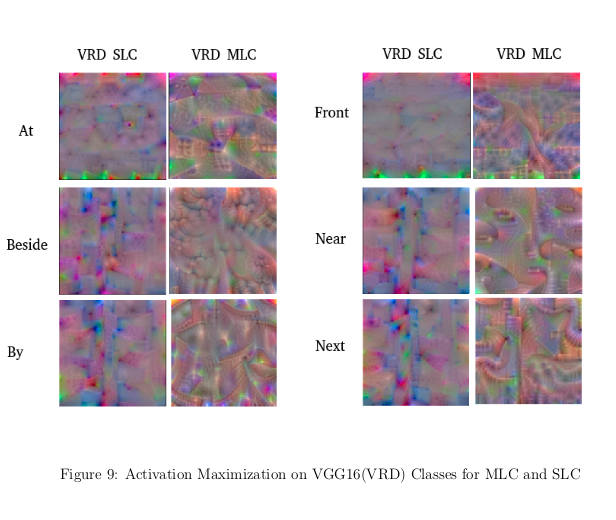 VRD SLC VRD MLC
At
Beside
By
VRD SLC VRD MLC
Front
Near
Next
Figure 9: Activation Maximization on VGG16(VRD) Classes for MLC and SLC